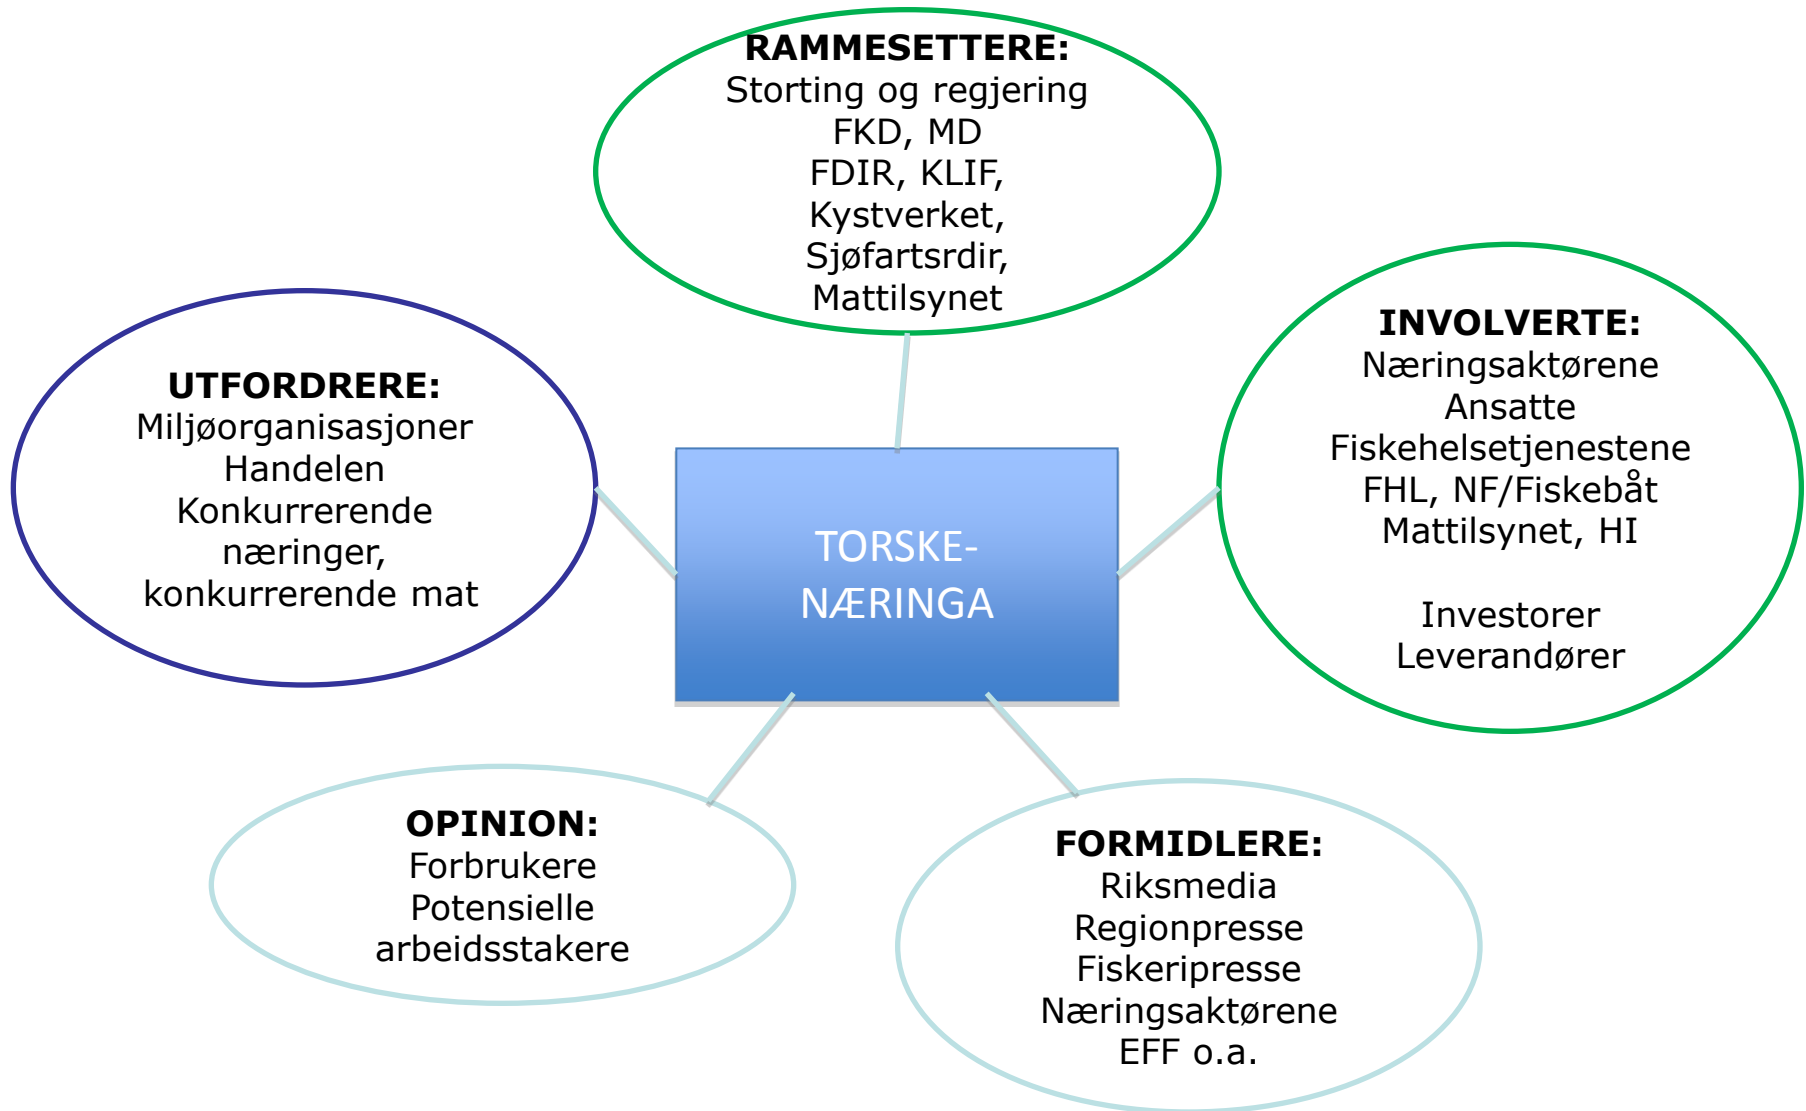 RAMMESETTERE:
Storting og regjering
FKD, MD
FDIR, KLIF,
Kystverket,
Sjøfartsrdir,
Mattilsynet
UTFORDRERE:
Miljøorganisasjoner
Handelen
Konkurrerende
næringer,
konkurrerende mat
TORSKE-
NÆRINGA
INVOLVERTE:
Næringsaktørene
Ansatte
Fiskehelsetjenestene
FHL, NF/Fiskebåt
Mattilsynet, HI
Investorer
Leverandører
OPINION:
Forbrukere
Potensielle
arbeidsstakere
FORMIDLERE:
Riksmedia
Regionpresse
Fiskeripresse
Næringsaktørene
EFF o.a.